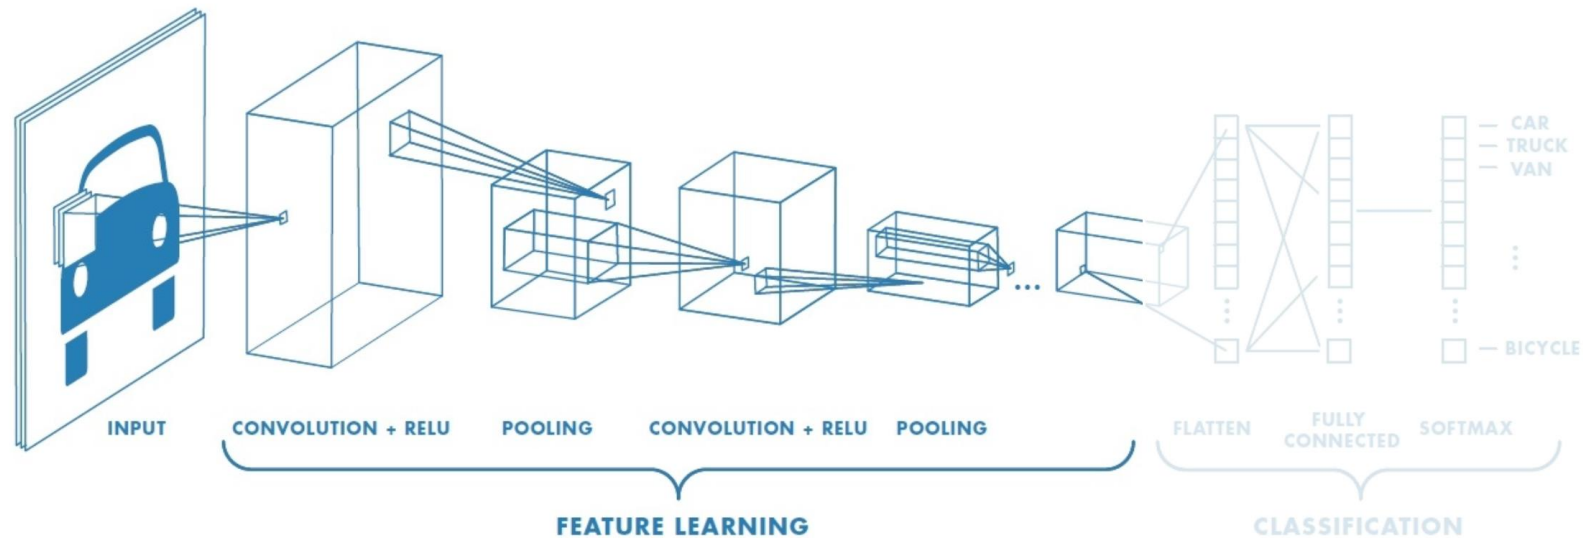 CAR
TRUCK
VAN
BICYCLE
INPUT
CONVOLUTION + RELU
POOLING
CONVOLUTION + RELU
POOLING
FLATTEN
FULLY
CONNECTED
SOFTMAX
FEATURE LEARNING
CLASSIFICATION